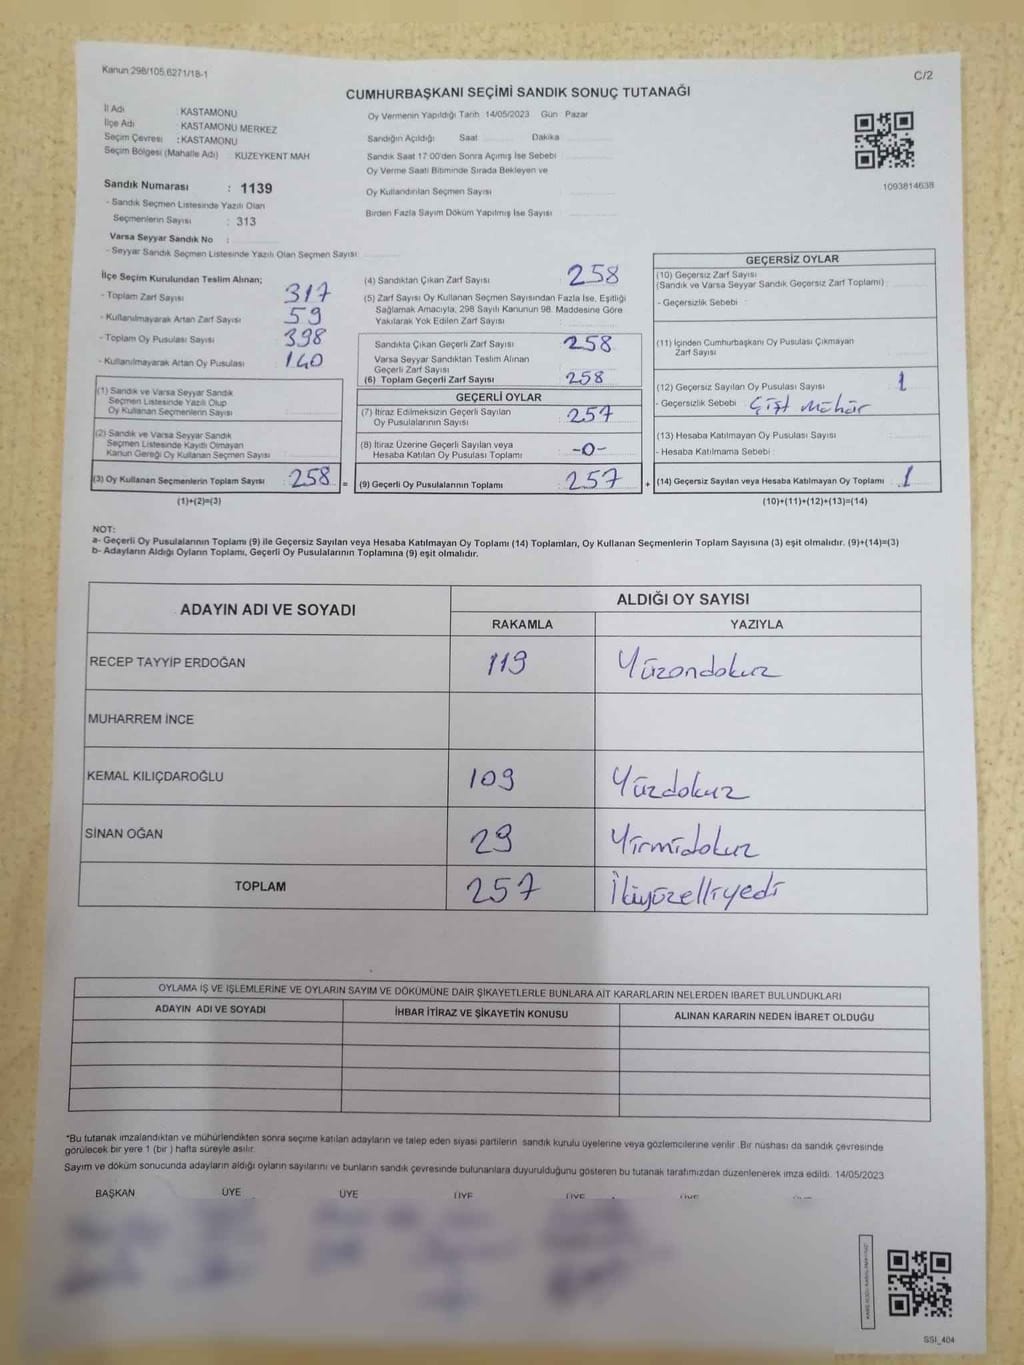 Kanun 298/105,6271/18-1
C/2
CUMHURBAŞKANI SEÇİMİ SANDIK SONUÇ TUTANAĞI
İl Adı KASTAMONU
İlçe Adı : KASTAMONU MERKEZ
Seçim Çevresi : KASTAMONU
Seçim Bölgesi (Mahalle Adı) KUZEYKENT MAH
Sandık Numarası : 1139
- Sandık Seçmen Listesinde Yazılı Olan
Seçmenlerin Sayısı : 313
Varsa Seyyar Sandık No :
- Seyyar Sandık Seçmen Listesinde Yazılı Olan Seçmen Sayısı
Oy Vermenin Yapıldığı Tarih 14/05/2023 Gün Pazar
Sandığın Açıldığı Saat Dakika
Sandık Saat 17:00'den Sonra Açılmış İse Sebebi
Oy Verme Saati Bitiminde Sırada Bekleyen ve
Oy Kullandırılan Seçmen Sayısı
Birden Fazla Sayım Döküm Yapılmış İse Sayısı
1093814638
İlçe Seçim Kurulundan Teslim Alınan;
- Toplam Zarf Sayısı 317
- Kullanılmayarak Artan Zarf Sayısı 59
- Toplam Oy Pusulası Sayısı 398
- Kullanılmayarak Artan Oy Pusulası 140
(1) Sandık ve Varsa Seyyar Sandık
Seçmen Listesinde Yazılı Olup
Oy Kullanan Seçmenlerin Sayısı
(2) Sandık ve Varsa Seyyar Sandık
Seçmen Listesinde Kayıtlı Olmayan
Kanun Gereği Oy Kullanan Seçmen Sayısı
(3) Oy Kullanan Seçmenlerin Toplam Sayısı : 258 =
(1)+(2)=(3)
(4) Sandıktan Çıkan Zarf Sayısı 258
(5) Zarf Sayısı Oy Kullanan Seçmen Sayısından Fazla İse, Eşitliği
Sağlamak Amacıyla, 298 Sayılı Kanunun 98. Maddesine Göre
Yakılarak Yok Edilen Zarf Sayısı
Sandıkta Çıkan Geçerli Zarf Sayısı 258
Varsa Seyyar Sandıktan Teslim Alınan
Geçerli Zarf Sayısı
(6) Toplam Geçerli Zarf Sayısı 258
GEÇERLİ OYLAR
(7) İtiraz Edilmeksizin Geçerli Sayılan
Oy Pusulalarının Sayısı 257
(8) İtiraz Üzerine Geçerli Sayılan veya
Hesaba Katılan Oy Pusulası Toplamı -0-
(9) Geçerli Oy Pusulalarının Toplamı 257 +
GEÇERSİZ OYLAR
(10) Geçersiz Zarf Sayısı
(Sandık ve Varsa Seyyar Sandık Geçersiz Zarf Toplamı)
- Geçersizlik Sebebi
(11) İçinden Cumhurbaşkanı Oy Pusulası Çıkmayan
Zarf Sayısı
(12) Geçersiz Sayılan Oy Pusulası Sayısı 1
- Geçersizlik Sebebi Çift Mühür
(13) Hesaba Katılmayan Oy Pusulası Sayısı
- Hesaba Katılmama Sebebi
(14) Geçersiz Sayılan veya Hesaba Katılmayan Oy Toplamı 1
(10)+(11)+(12)+(13)=(14)
NOT:
a- Geçerli Oy Pusulalarının Toplamı (9) ile Geçersiz Sayılan veya Hesaba Katılmayan Oy Toplamı (14) Toplamları, Oy Kullanan Seçmenlerin Toplam Sayısına (3) eşit olmalıdır. (9)+(14)=(3)
b- Adayların Aldığı Oyların Toplamı, Geçerli Oy Pusulalarının Toplamına (9) eşit olmalıdır.
ADAYIN ADI VE SOYADI ALDIĞI OY SAYISI
RAKAMLA YAZIYLA
RECEP TAYYİP ERDOĞAN 119 Yüzondokuz
MUHARREM İNCE
KEMAL KILIÇDAROĞLU 109 Yüzdokuz
SİNAN OĞAN 29 Yirmidokuz
TOPLAM 257 İkiyüzelliyedi
OYLAMA İŞ VE İŞLEMLERİNE VE OYLARIN SAYIM VE DÖKÜMÜNE DAİR ŞİKAYETLERLE BUNLARA AİT KARARLARIN NELERDEN İBARET BULUNDUKLARI
ADAYIN ADI VE SOYADI İHBAR İTİRAZ VE ŞİKAYETİN KONUSU ALINAN KARARIN NEDEN İBARET OLDUĞU
*Bu tutanak imzalandıktan ve mühürlendikten sonra seçime katılan adayların ve talep eden siyasi partilerin sandık kurulu üyelerine veya gözlemcilerine verilir. Bir nüshası da sandık çevresinde
görülecek bir yere 1 (bir) hafta süreyle asılır.
Sayım ve döküm sonucunda adayların aldığı oyların sayılarını ve bunların sandık çevresinde bulunanlara duyurulduğunu gösteren bu tutanak tarafımızdan düzenlenerek imza edildi. 14/05/2023
BAŞKAN ÜYE ÜYE ÜYE ÜYE
SSI_404